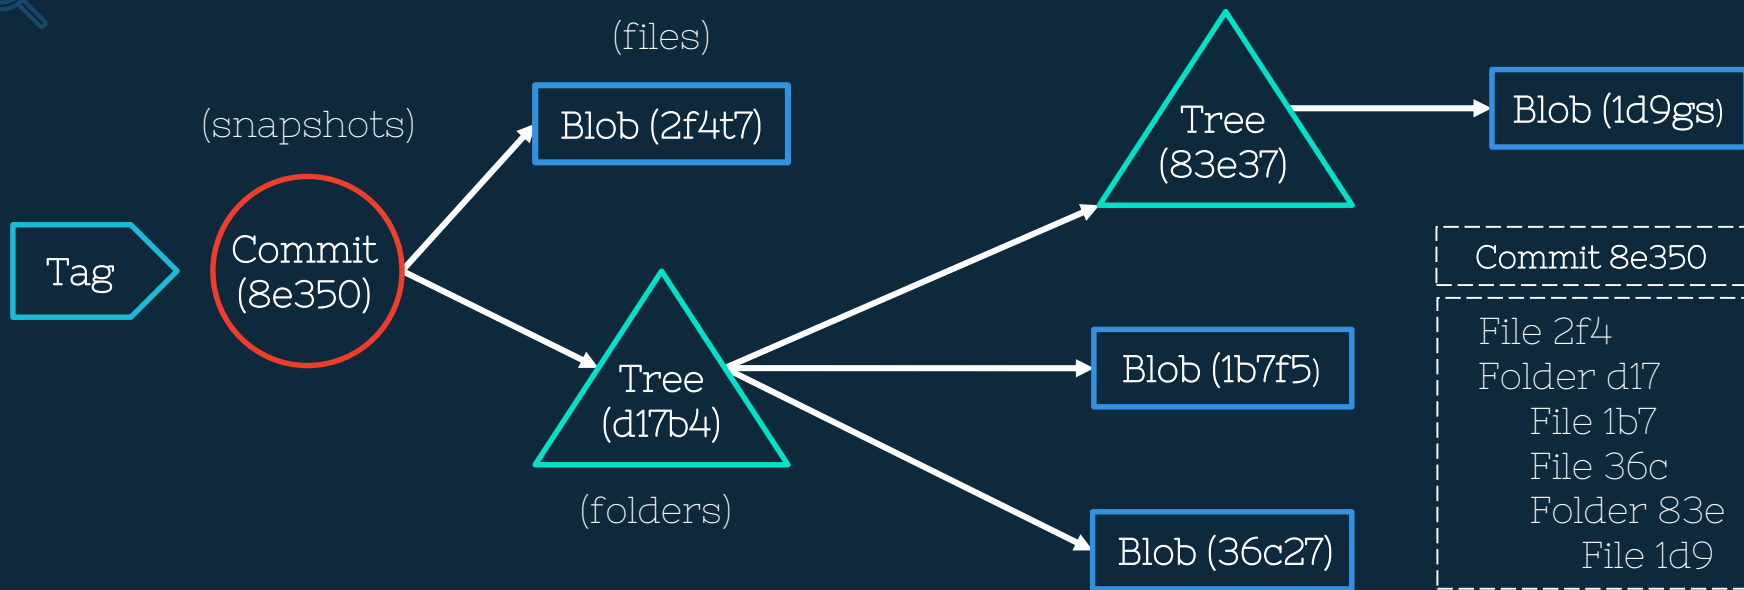 (files)
Blob (2f4t7)
(snapshots)
Tag
Commit
(8e350)
Tree
(d17b4)
(folders)
Tree
(83e37)
Blob (1d9gs)
Blob (1b7f5)
Blob (36c27)
Commit 8e350
File 2f4
Folder d17
File 1b7
File 36c
Folder 83e
File 1d9